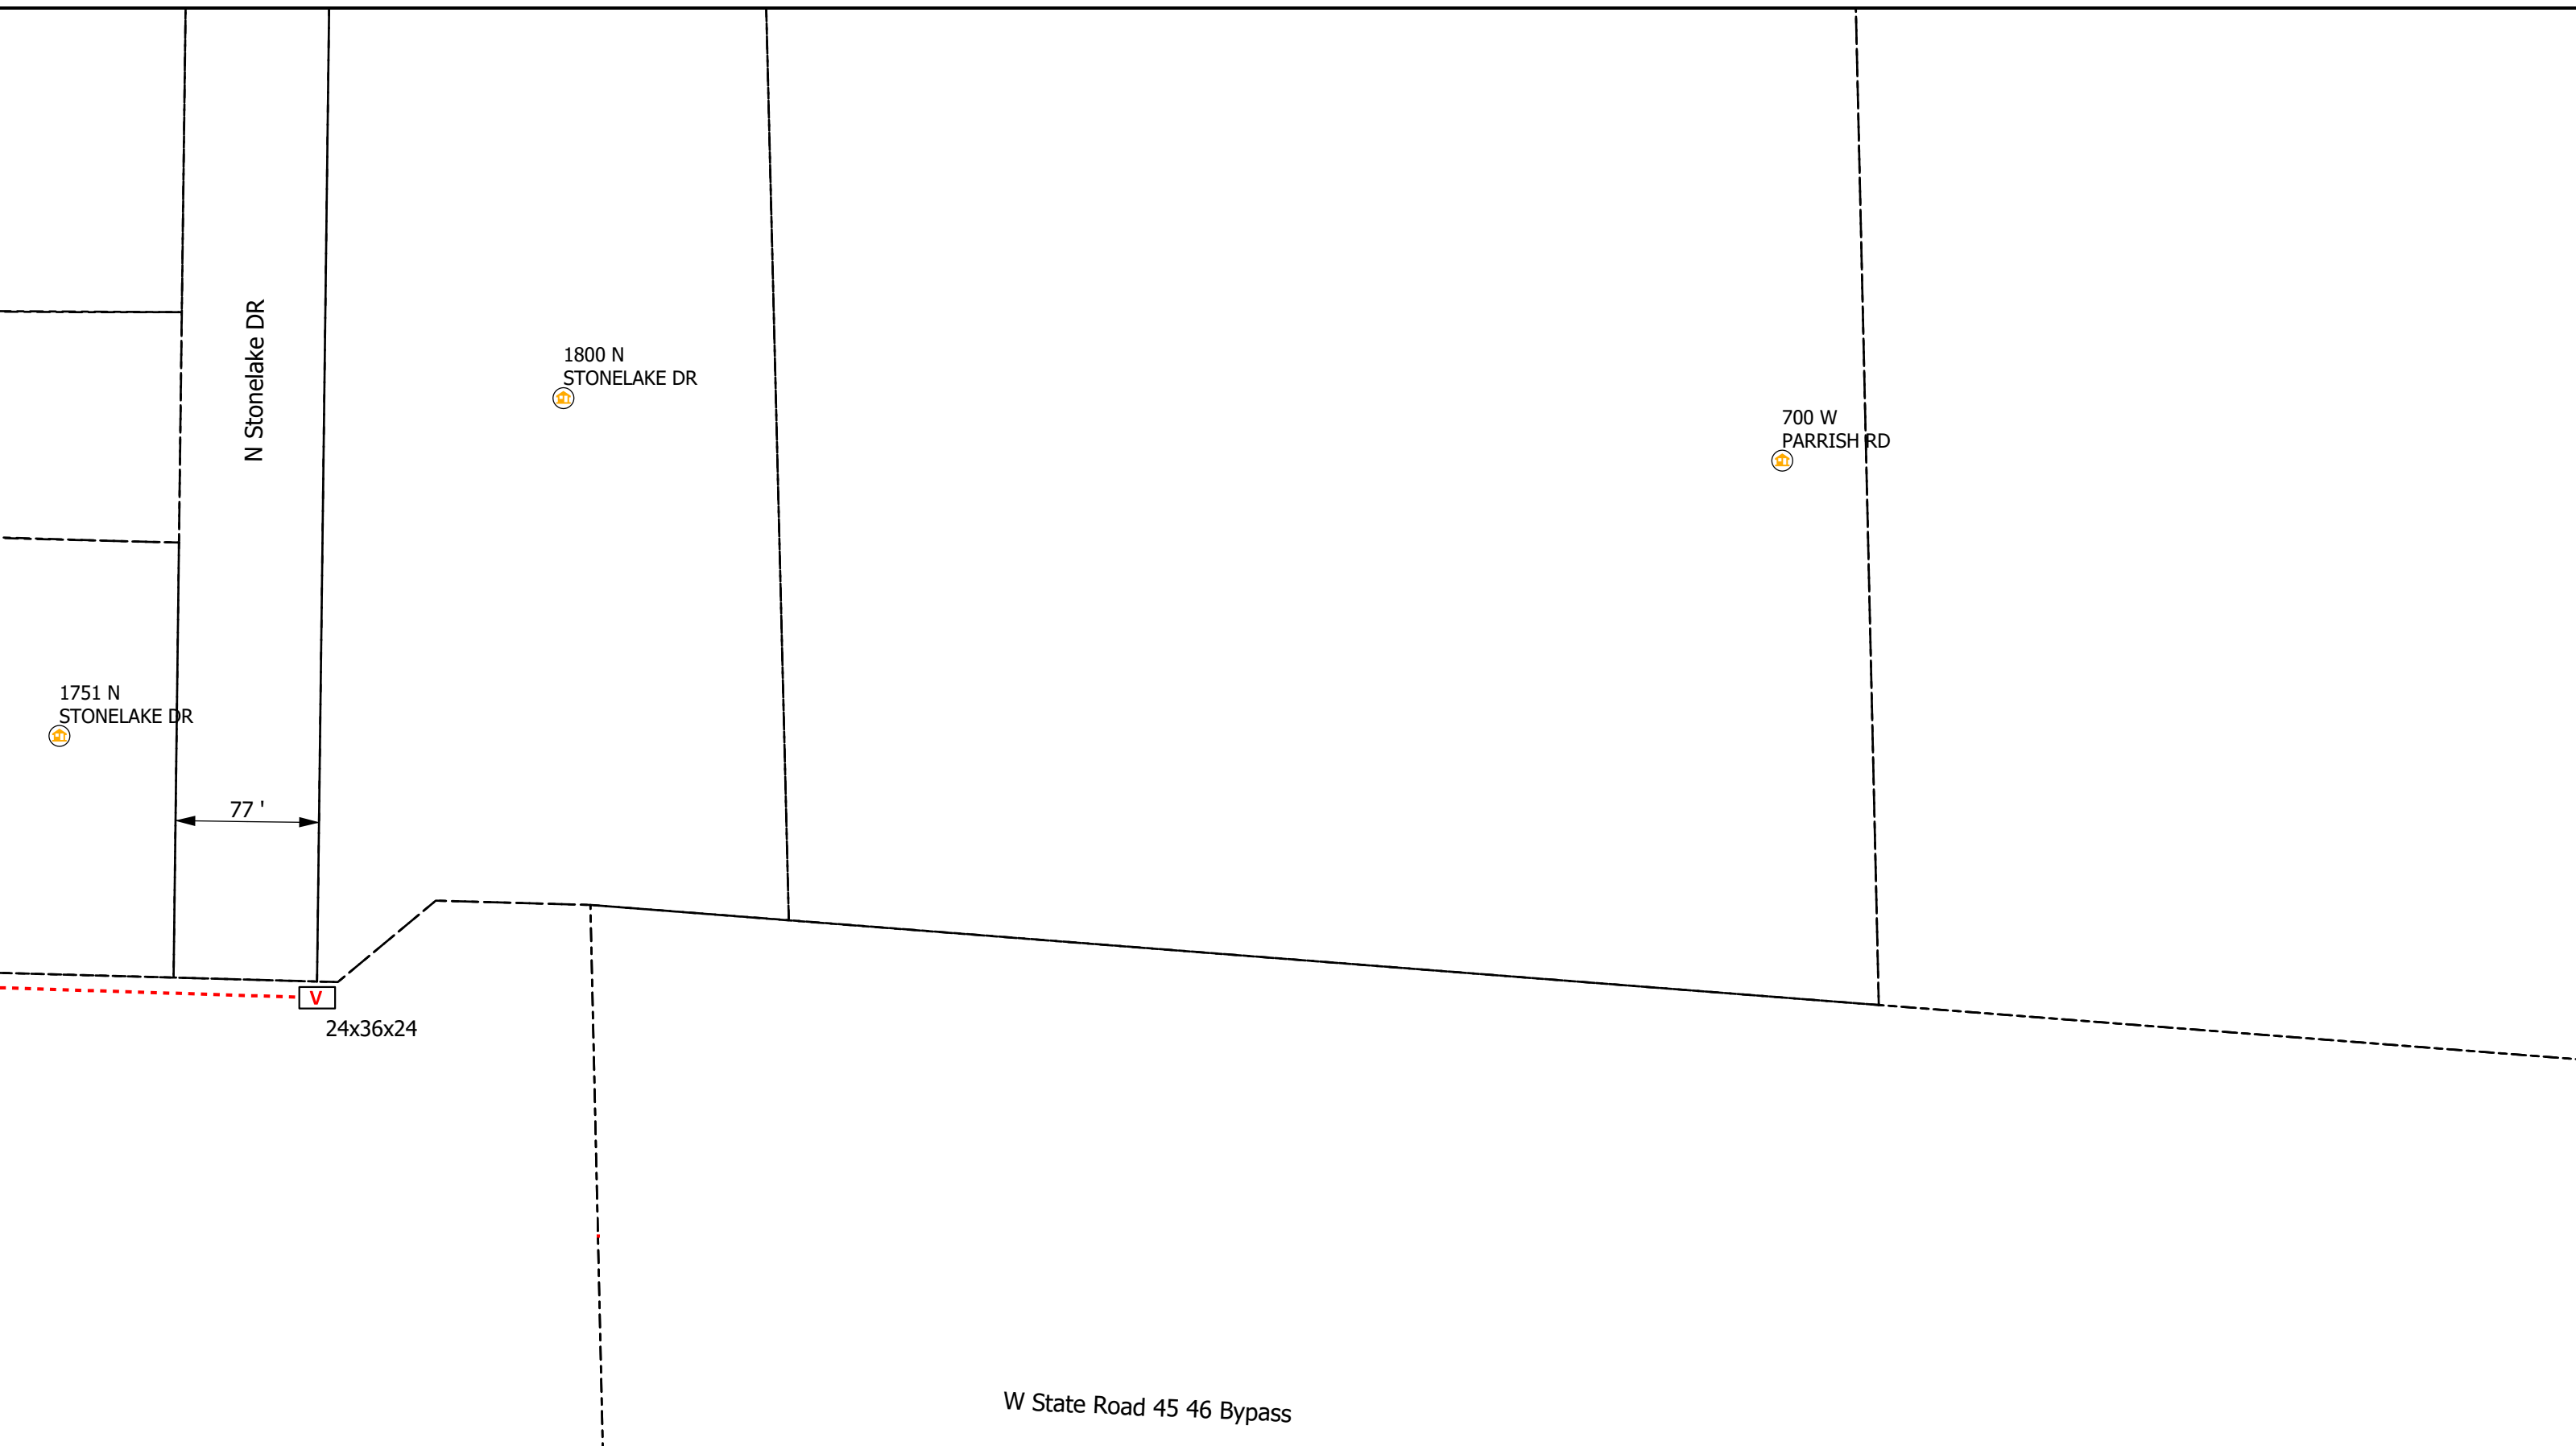 N Stonelake DR
1800 N
STONELAKE DR
700 W
PARRISH RD
1751 N
STONELAKE DR
77 '
V
24x36x24
W State Road 45 46 Bypass